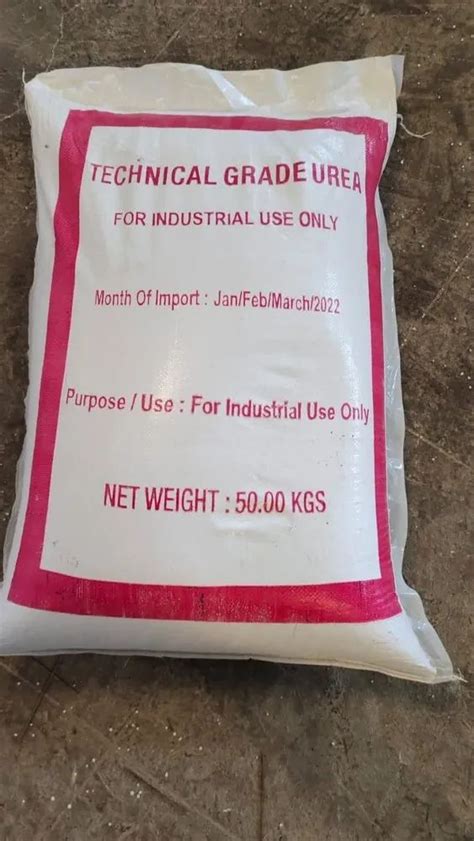 TECHNICAL GRADE UREA
FOR INDUSTRIAL USE ONLY
Month Of Import : Jan/Feb/March/2022
Purpose / Use : For Industrial Use Only
NET WEIGHT : 50.00 KGS